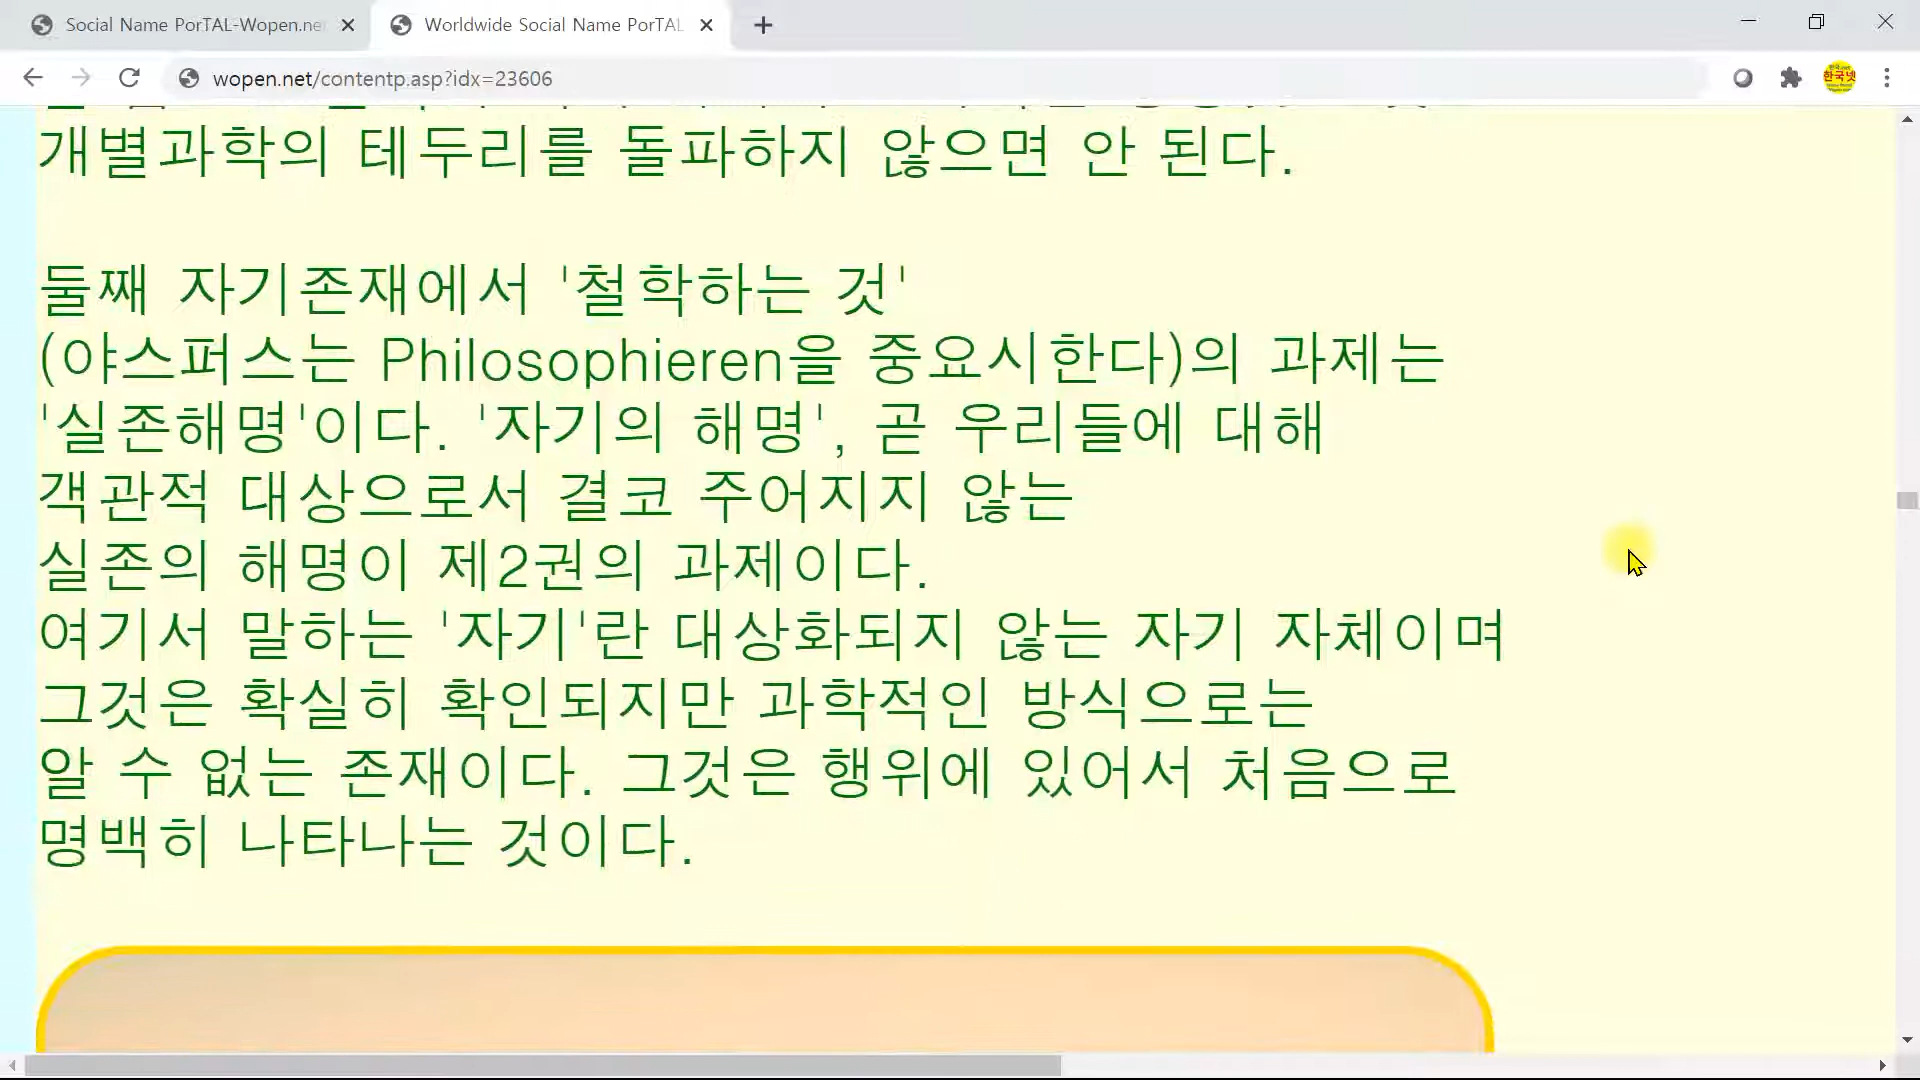 Social Name PorTAL-Wopen.ne
Worldwide Social Name PorTAL
wopen.net/contentp.asp?idx=23606
한국넷
개별과학의 테두리를 돌파하지 않으면 안 된다.
둘째 자기존재에서 '철학하는 것'
(야스퍼스는 Philosophieren을 중요시한다)의 과제는
'실존해명'이다. '자기의 해명', 곧 우리들에 대해
객관적 대상으로서 결코 주어지지 않는
실존의 해명이 제2권의 과제이다.
여기서 말하는 '자기'란 대상화되지 않는 자기 자체이며
그것은 확실히 확인되지만 과학적인 방식으로는
알 수 없는 존재이다. 그것은 행위에 있어서 처음으로
명백히 나타나는 것이다.